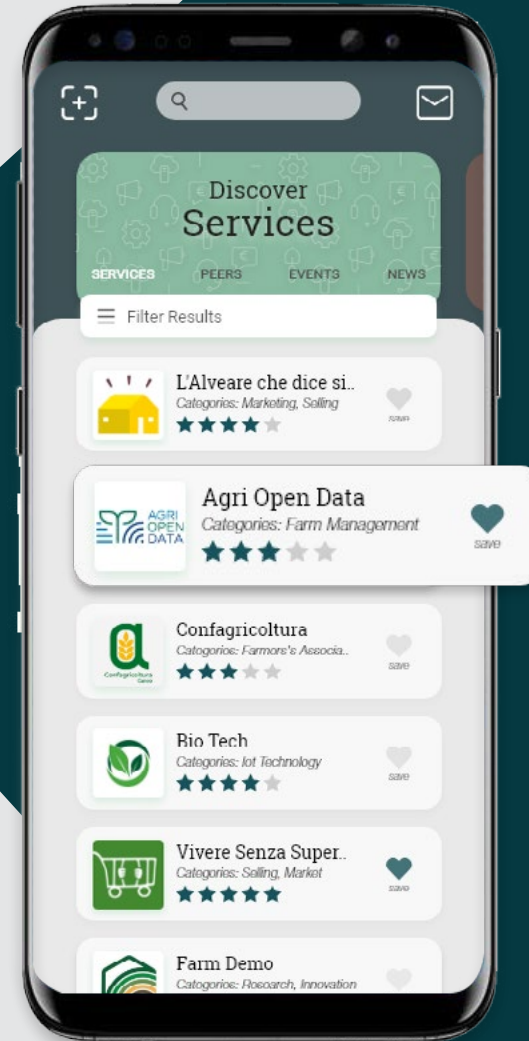 Discover
Services
SERVICES PEERS EVENTS NEWS
Filter Results
L'Alveare che dice si..
Categories: Marketing, Selling
save
AGRI
OPEN
DATA
Agri Open Data
Categories: Farm Management
save
Confagricoltura
Confagricoltura
Categories: Farmers's Associa..
save
Bio Tech
Categories: Iot Technology
save
Vivere Senza Super..
Categories: Selling, Market
save
Farm Demo
Categories: Research, Innovation